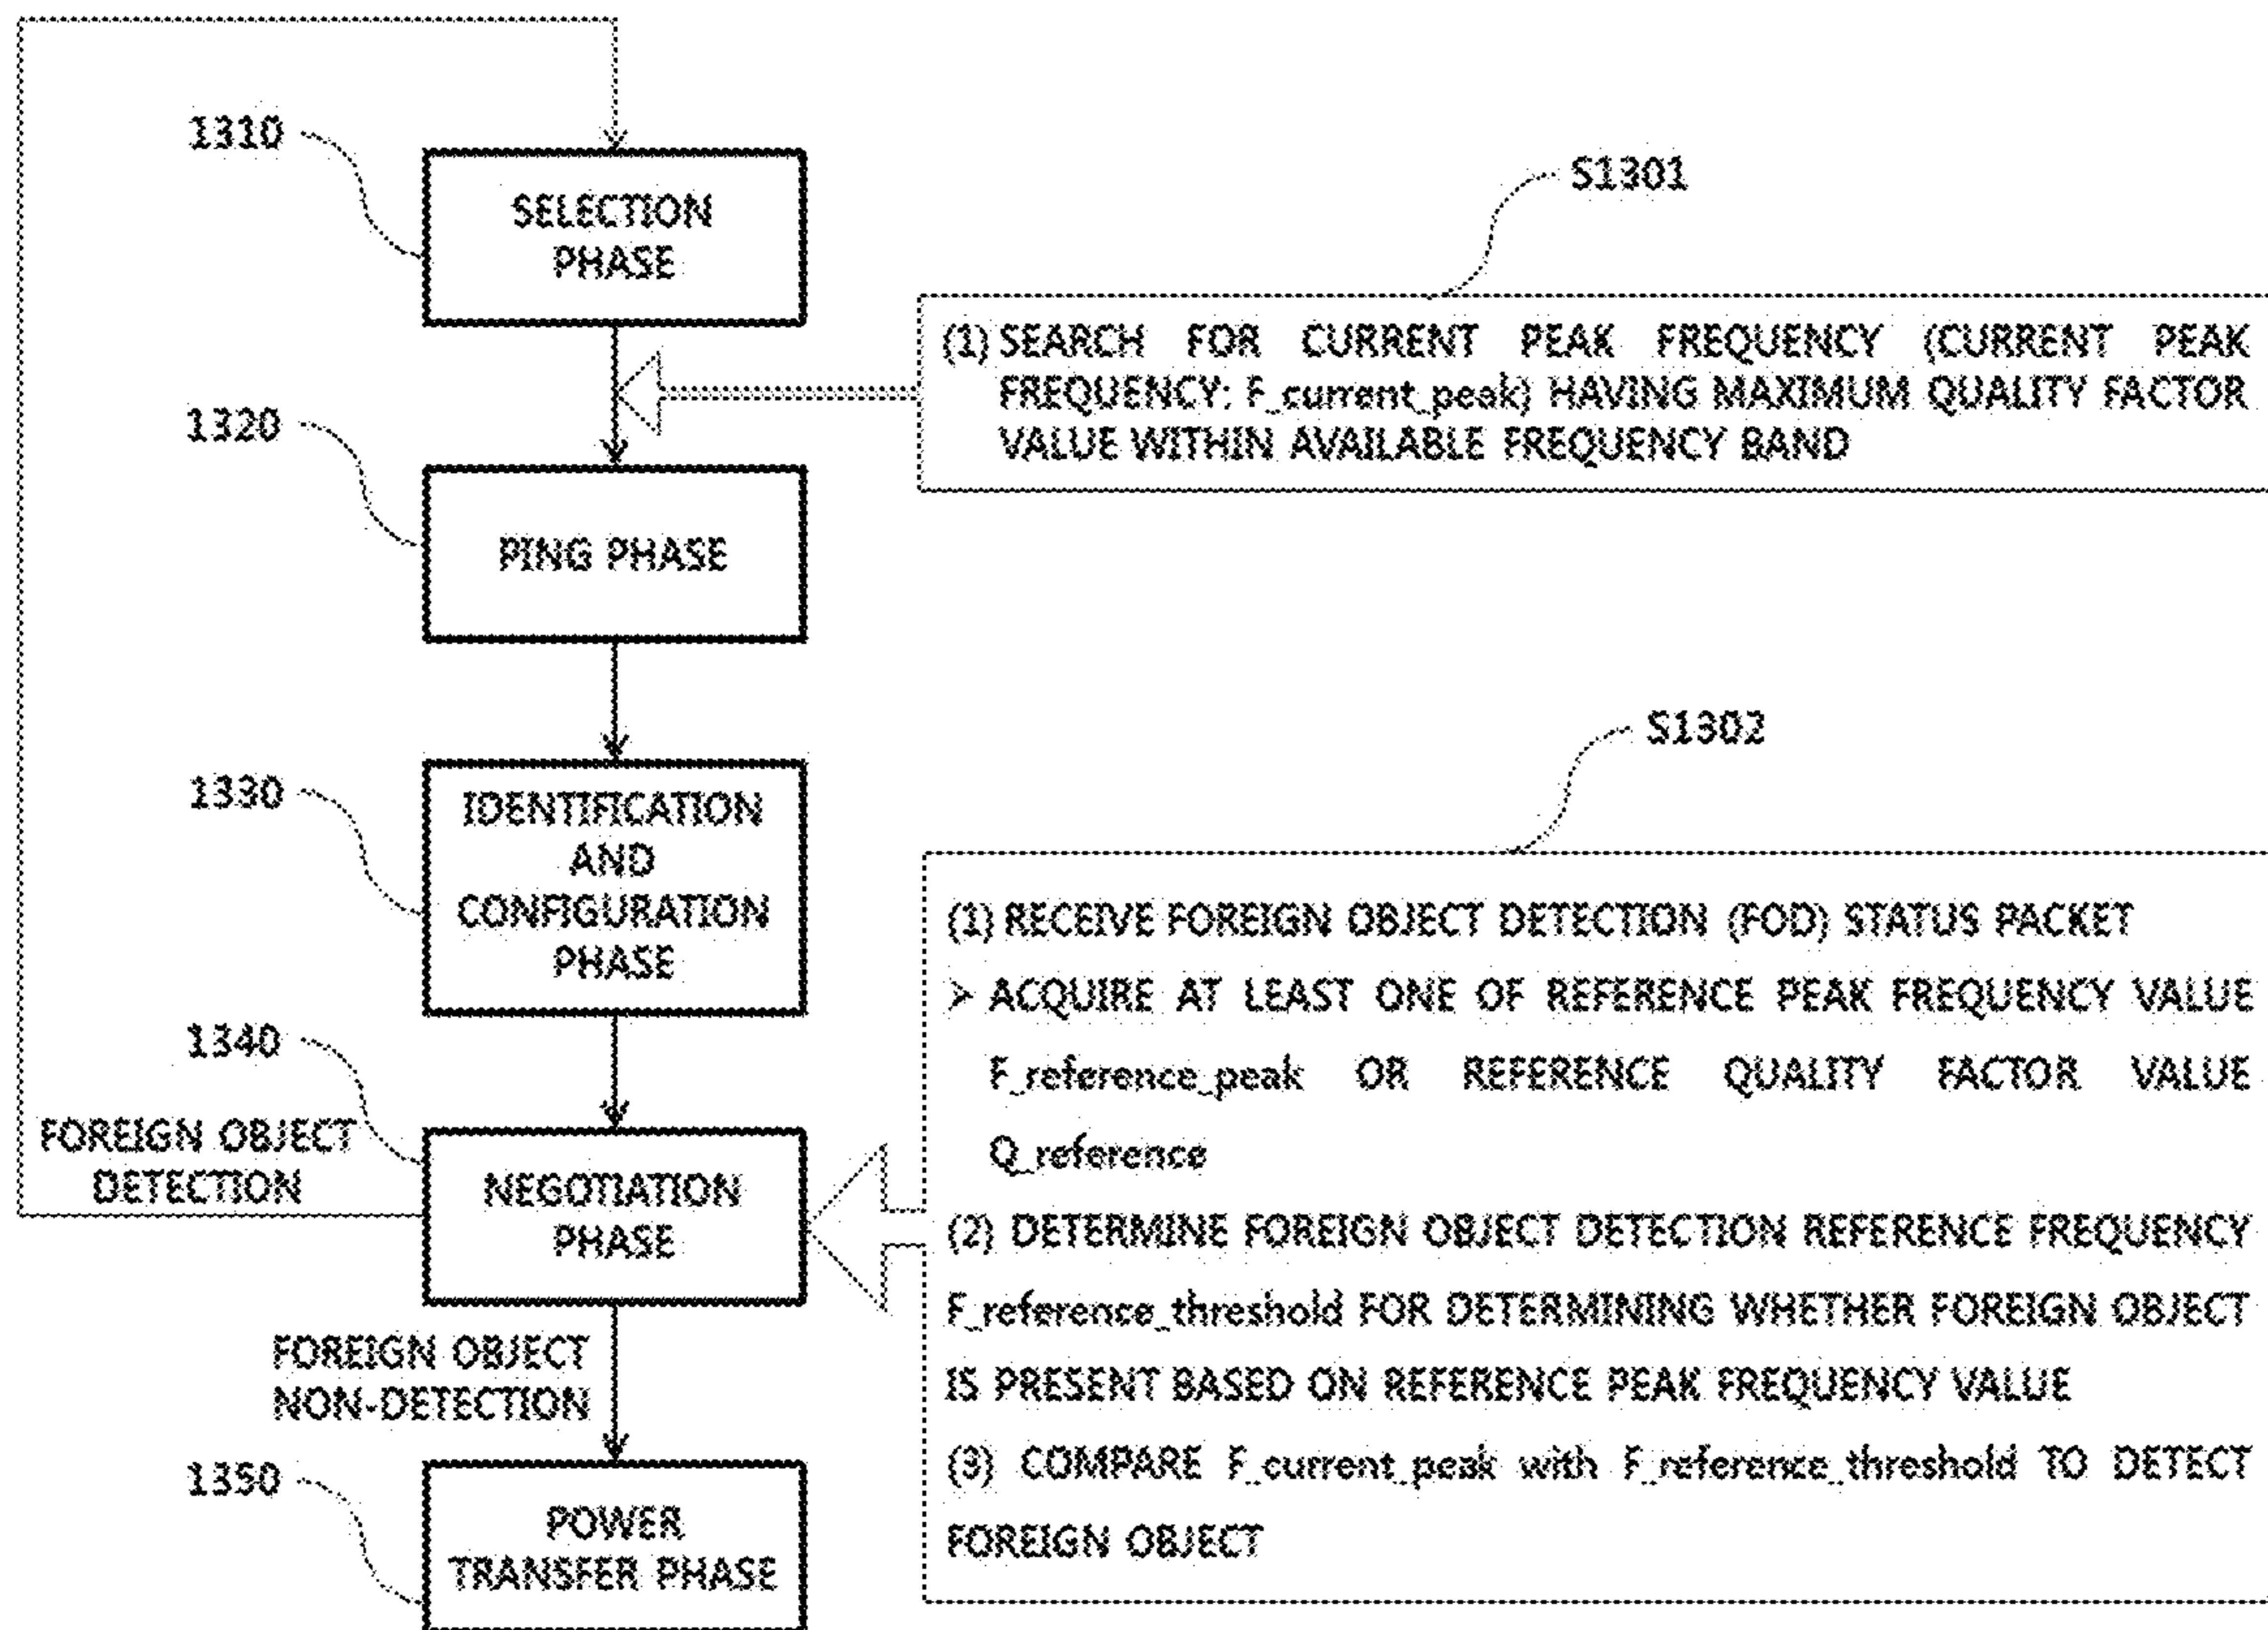 1310
SELECTION
PHASE
S1301
(1) SEARCH FOR CURRENT PEAK FREQUENCY (CURRENT PEAK
FREQUENCY: F_current_peak) HAVING MAXIMUM QUALITY FACTOR
VALUE WITHIN AVAILABLE FREQUENCY BAND
1320
PING PHASE
1330
IDENTIFICATION
AND
CONFIGURATION
PHASE
S1302
(1) RECEIVE FOREIGN OBJECT DETECTION (FOD) STATUS PACKET
➢ ACQUIRE AT LEAST ONE OF REFERENCE PEAK FREQUENCY VALUE
F_reference_peak OR REFERENCE QUALITY FACTOR VALUE
Q_reference
(2) DETERMINE FOREIGN OBJECT DETECTION REFERENCE FREQUENCY
F_reference_threshold FOR DETERMINING WHETHER FOREIGN OBJECT
IS PRESENT BASED ON REFERENCE PEAK FREQUENCY VALUE
(3) COMPARE F_current_peak with F_reference_threshold TO DETECT
FOREIGN OBJECT
1340
FOREIGN OBJECT
DETECTION
NEGOTIATION
PHASE
FOREIGN OBJECT
NON-DETECTION
1350
POWER
TRANSFER PHASE